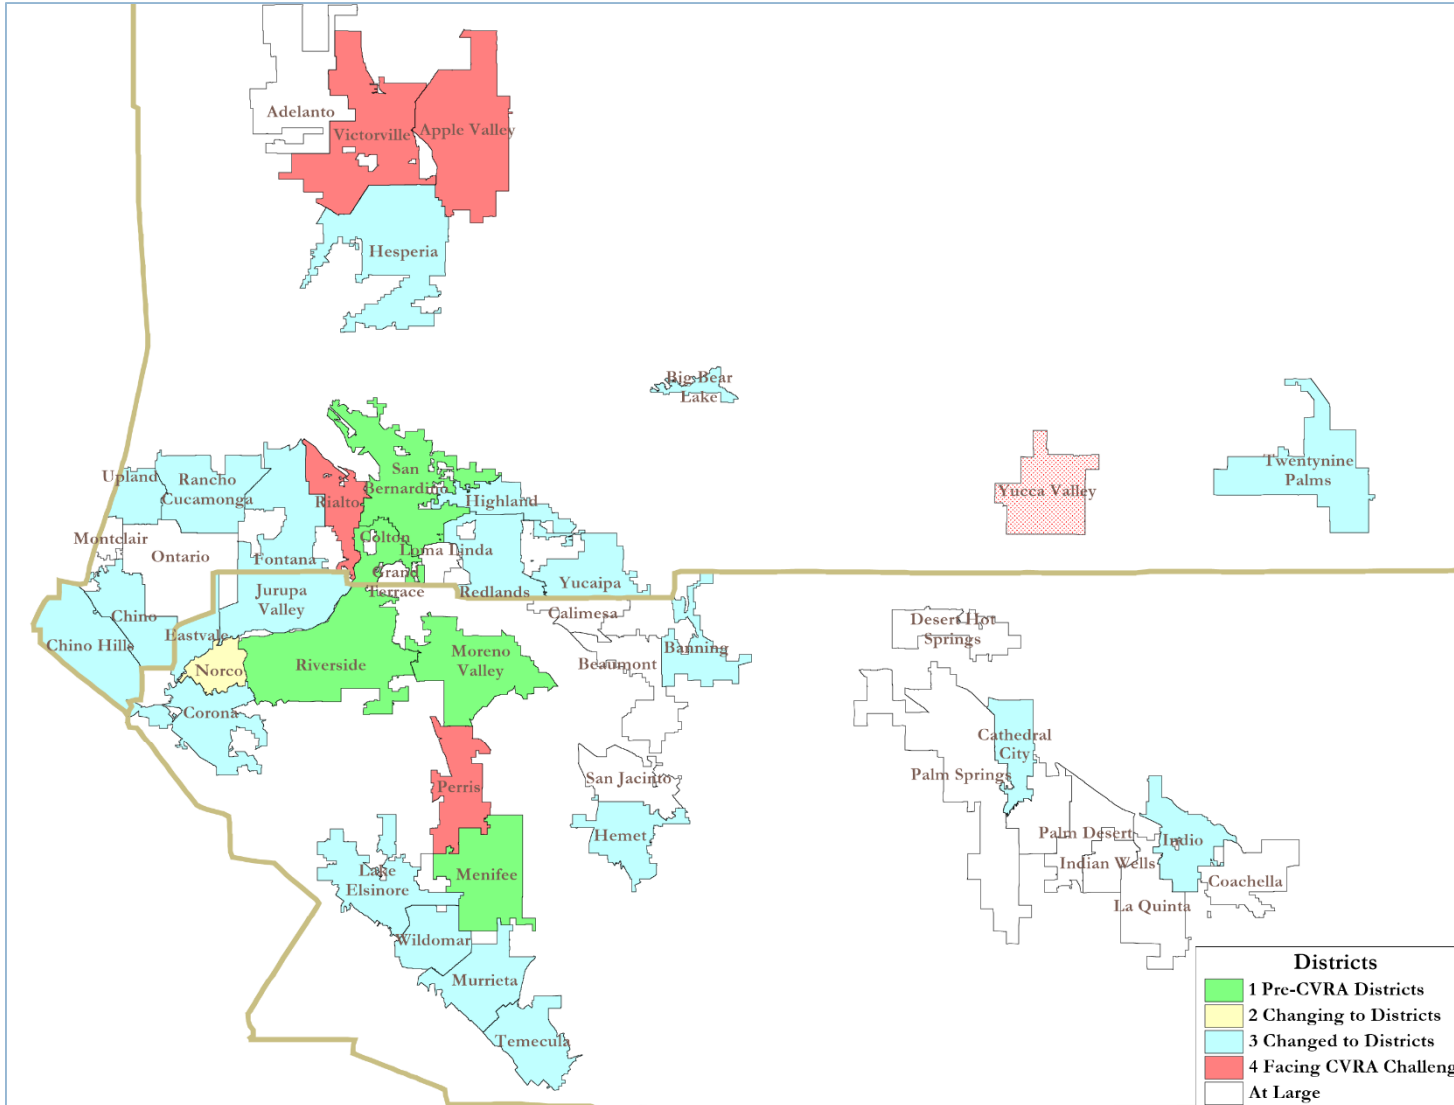 Adelanto
Victorville
Apple Valley
Hesperia
Big Bear
Lake
Upland
Rancho
Cucamonga
Rialto
San
Bernardino
Highland
Yucca Valley
Twentynine
Palms
Montclair
Ontario
Fontana
Colton
Loma Linda
Grand
Terrace
Redlands
Yucaipa
Jurupa
Valley
Chino
Chino Hills
Eastvale
Norco
Riverside
Moreno
Valley
Calimesa
Beaumont
Banning
Desert Hot
Springs
Corona
Perris
San Jacinto
Hemet
Cathedral
City
Palm Springs
Palm Desert
Indio
Indian Wells
Coachella
La Quinta
Lake
Elsinore
Menifee
Wildomar
Murrieta
Temecula
Districts
1 Pre-CVRA Districts
2 Changing to Districts
3 Changed to Districts
4 Facing CVRA Challeng
At Large